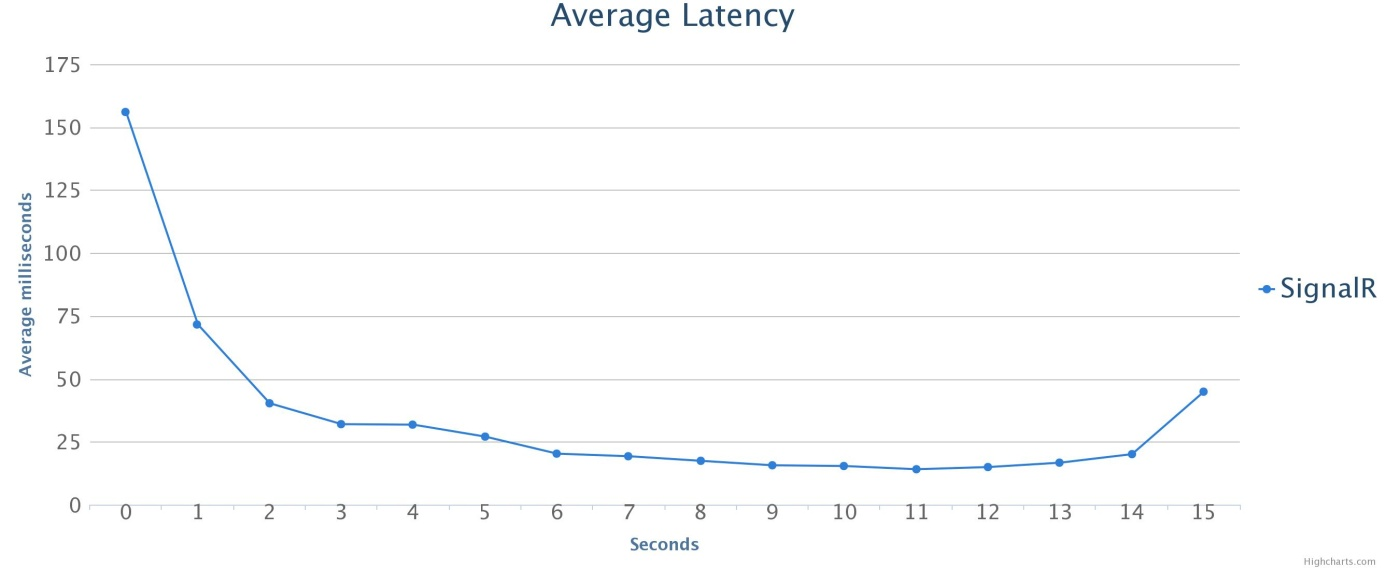 Average Latency
175
150
125
100
75
50
25
0
Average milliseconds
0 1 2 3 4 5 6 7 8 9 10 11 12 13 14 15
Seconds
SignalR
Highcharts.com